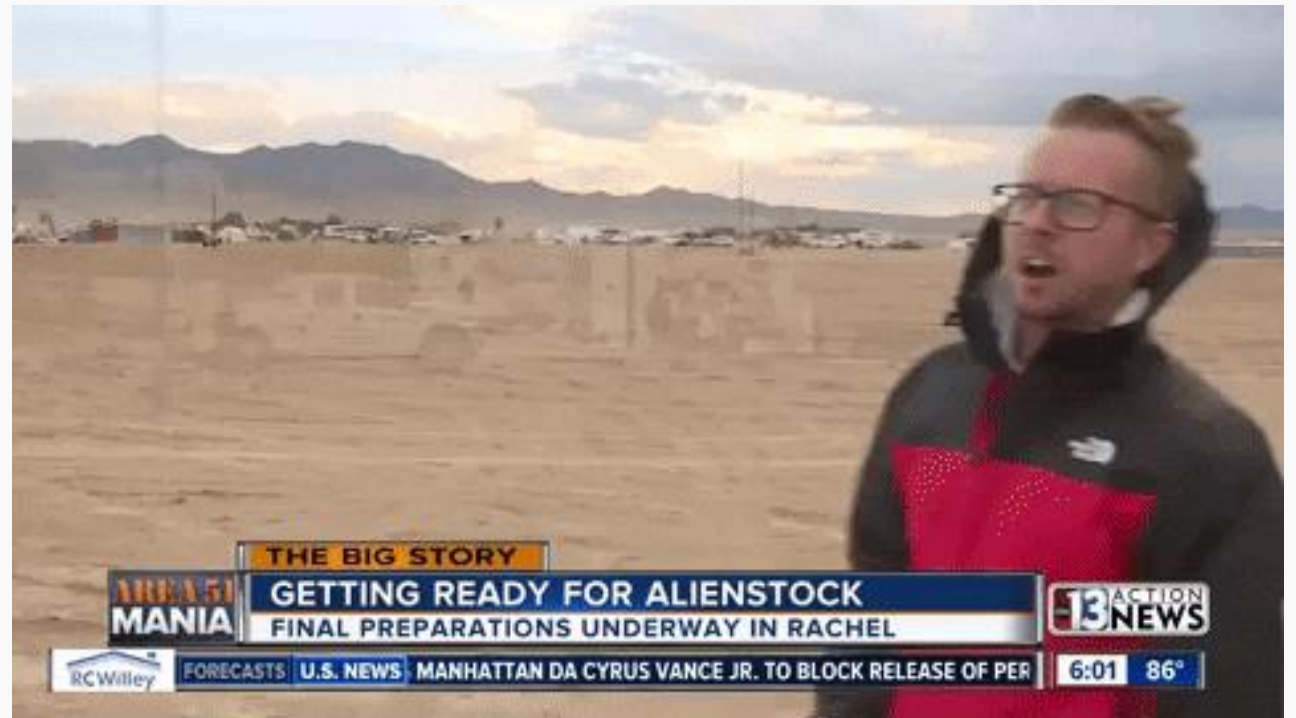 THE BIG STORY
AREA 51
MANIA
GETTING READY FOR ALIENSTOCK
FINAL PREPARATIONS UNDERWAY IN RACHEL
13 ACTION
NEWS
RC Willey
FORECASTS U.S. NEWS MANHATTAN DA CYRUS VANCE JR. TO BLOCK RELEASE OF PER
6:01 86°